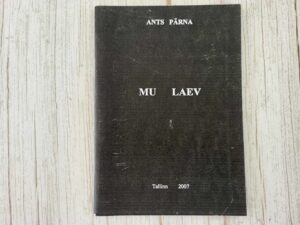 ANTS PÄRNA
MU LAEV
Tallinn 2007